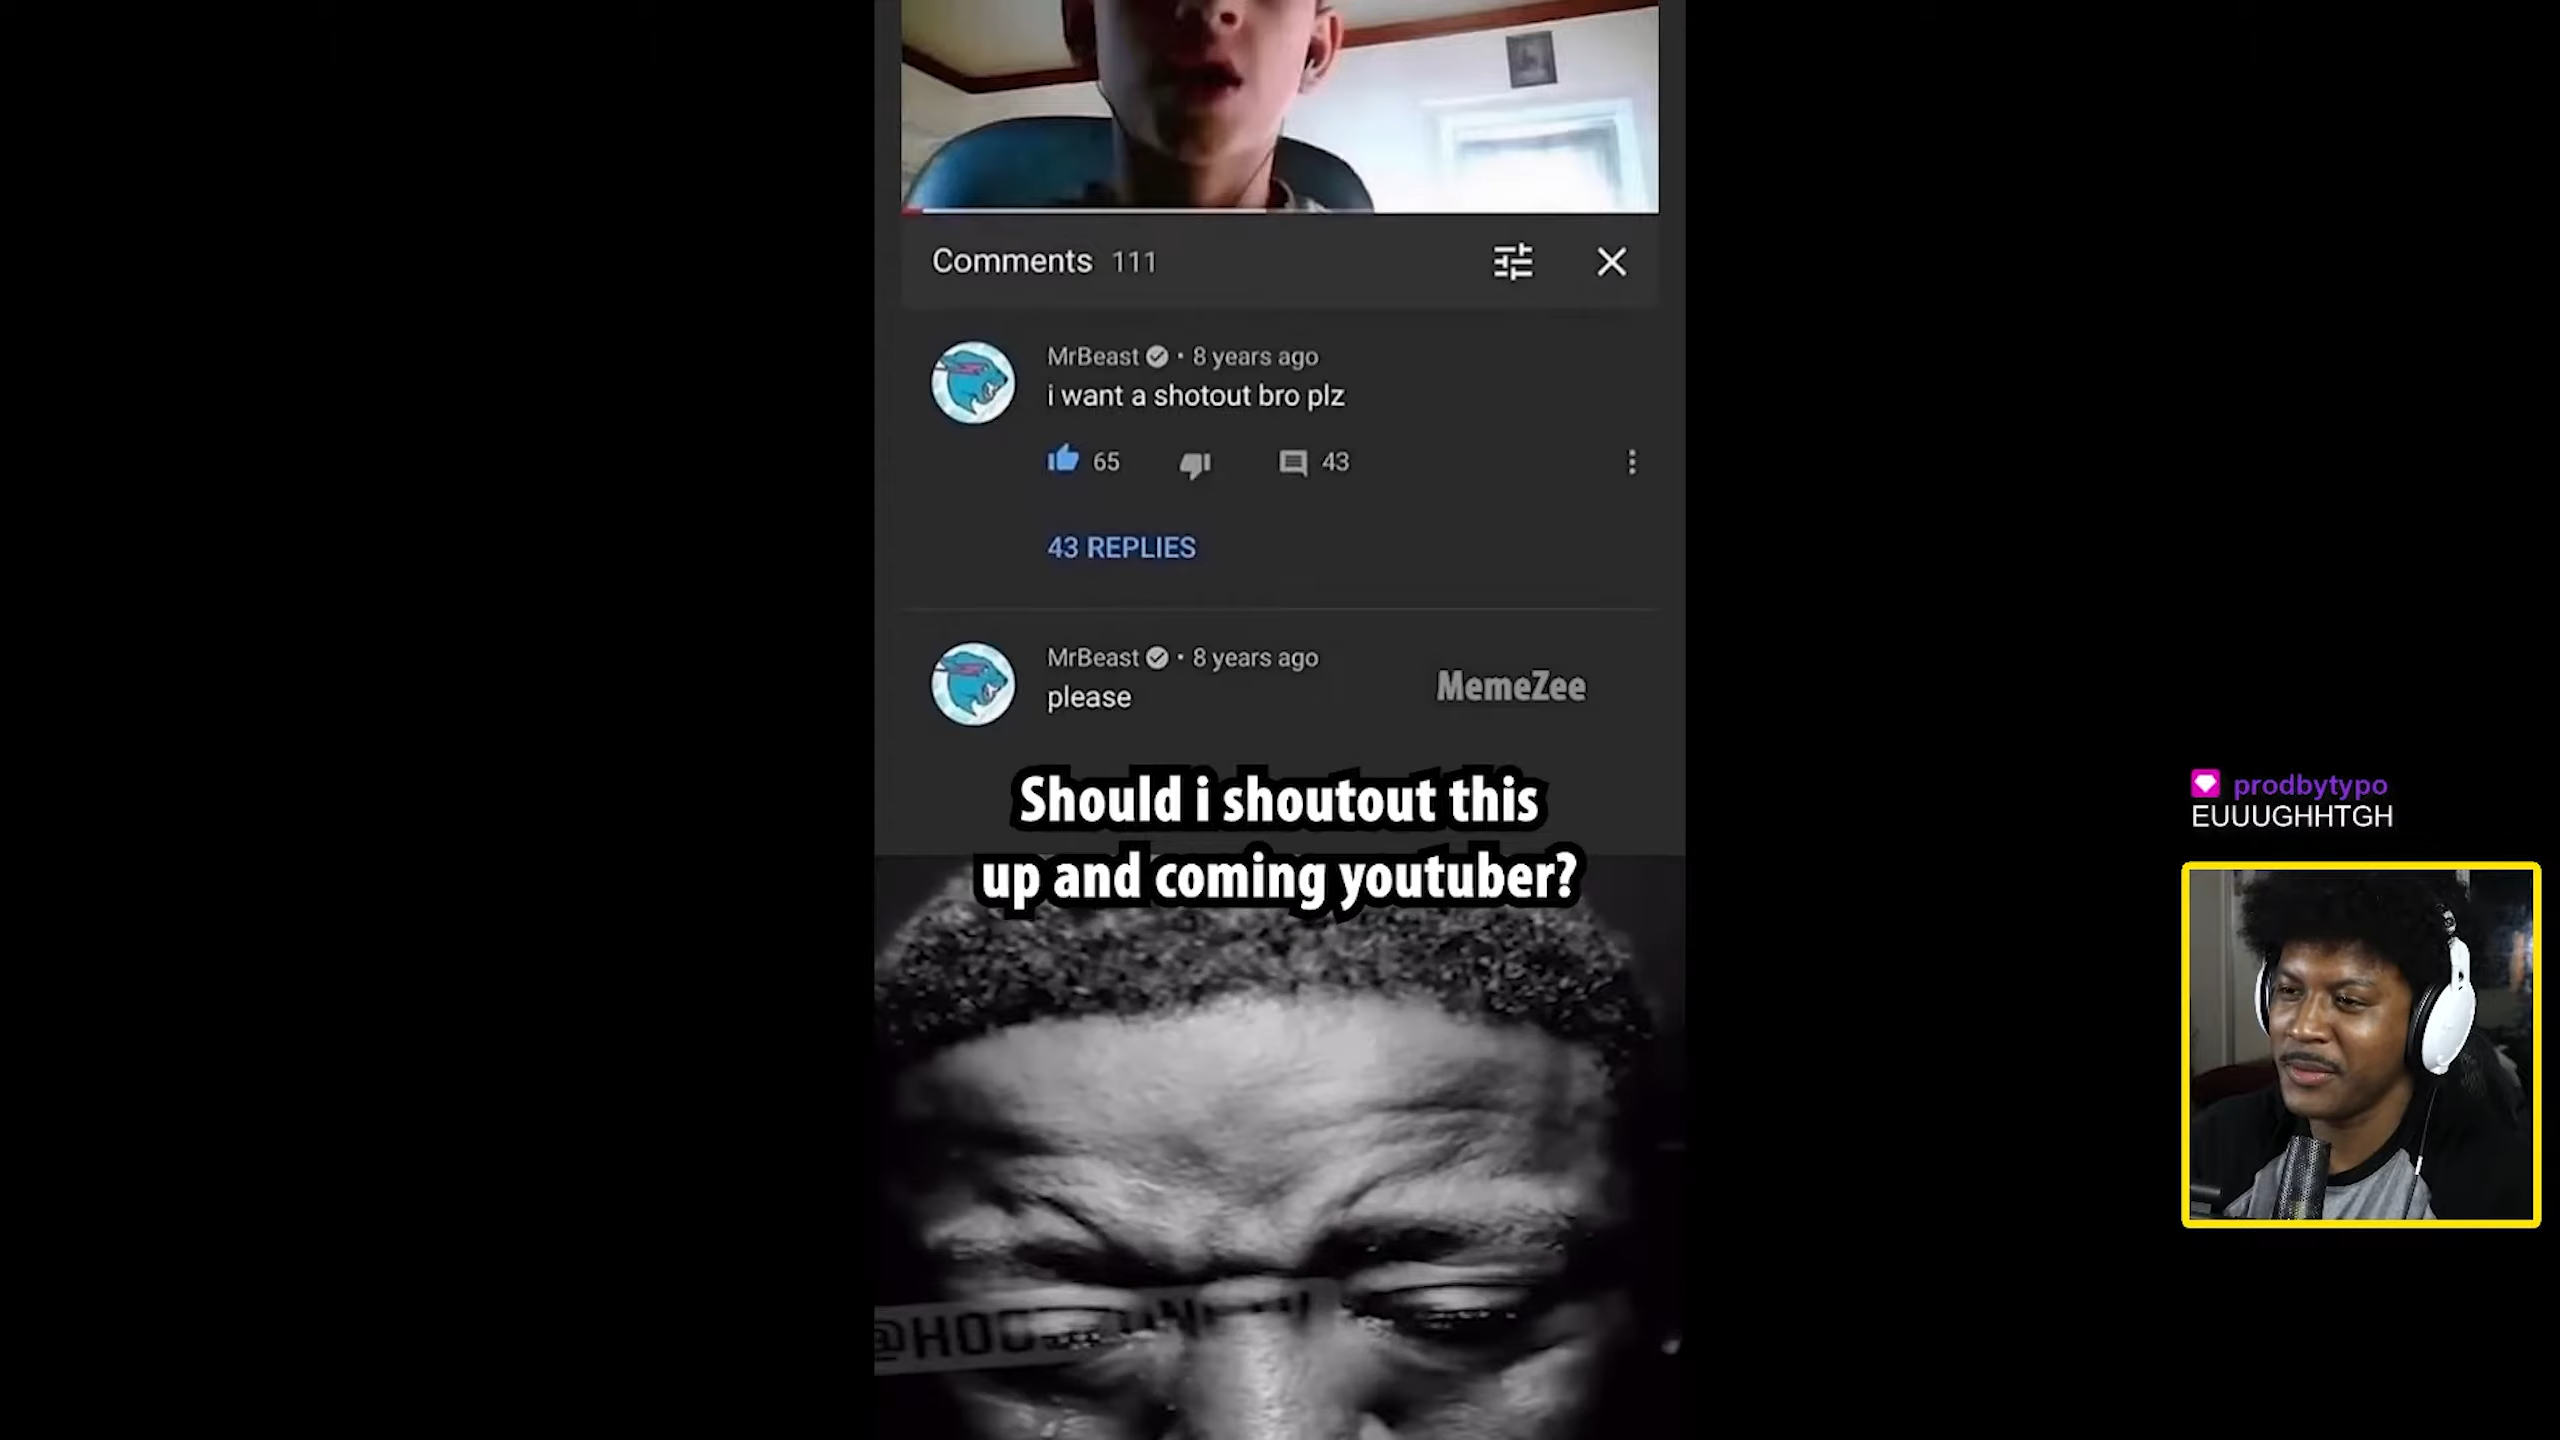 Comments 111
MrBeast • 8 years ago
i want a shotout bro plz
65 43
43 REPLIES
MrBeast • 8 years ago
please
MemeZee
Should i shoutout this
up and coming youtuber?
prodbytypo
EUUUGHHTGH